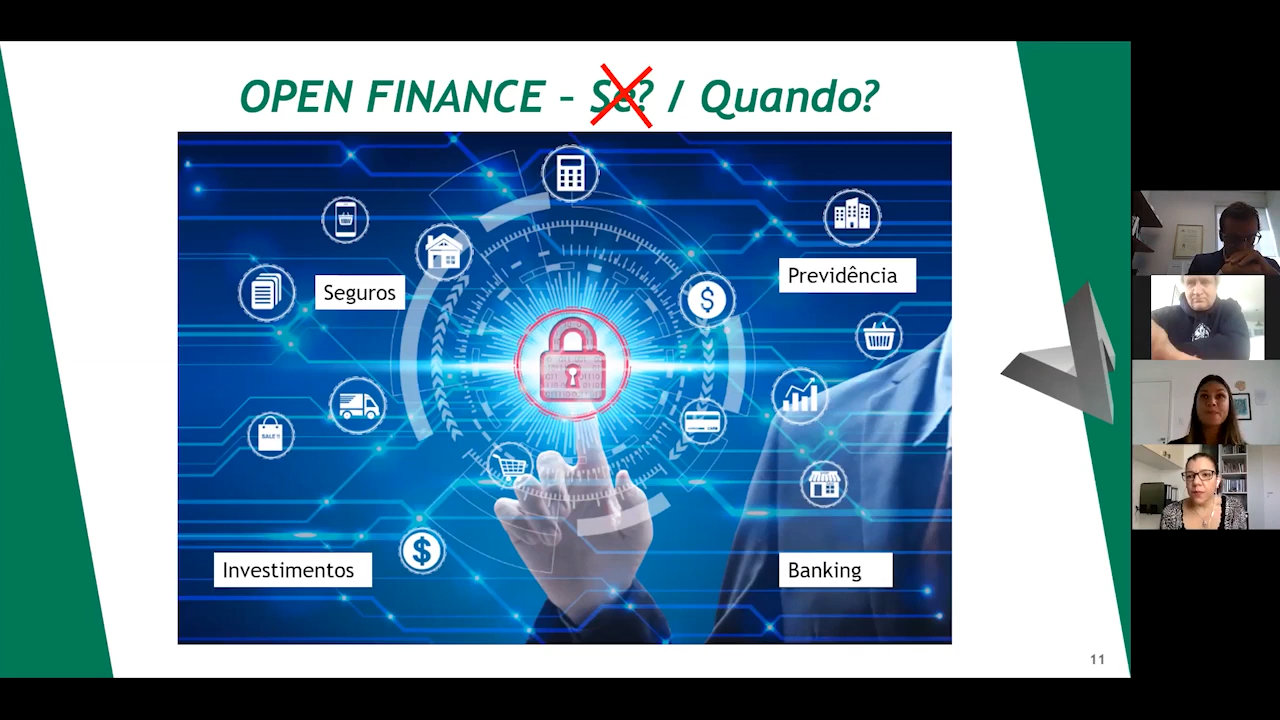 OPEN FINANCE – Se? / Quando?
Seguros
Previdência
SALE!!
Investimentos
Banking
11